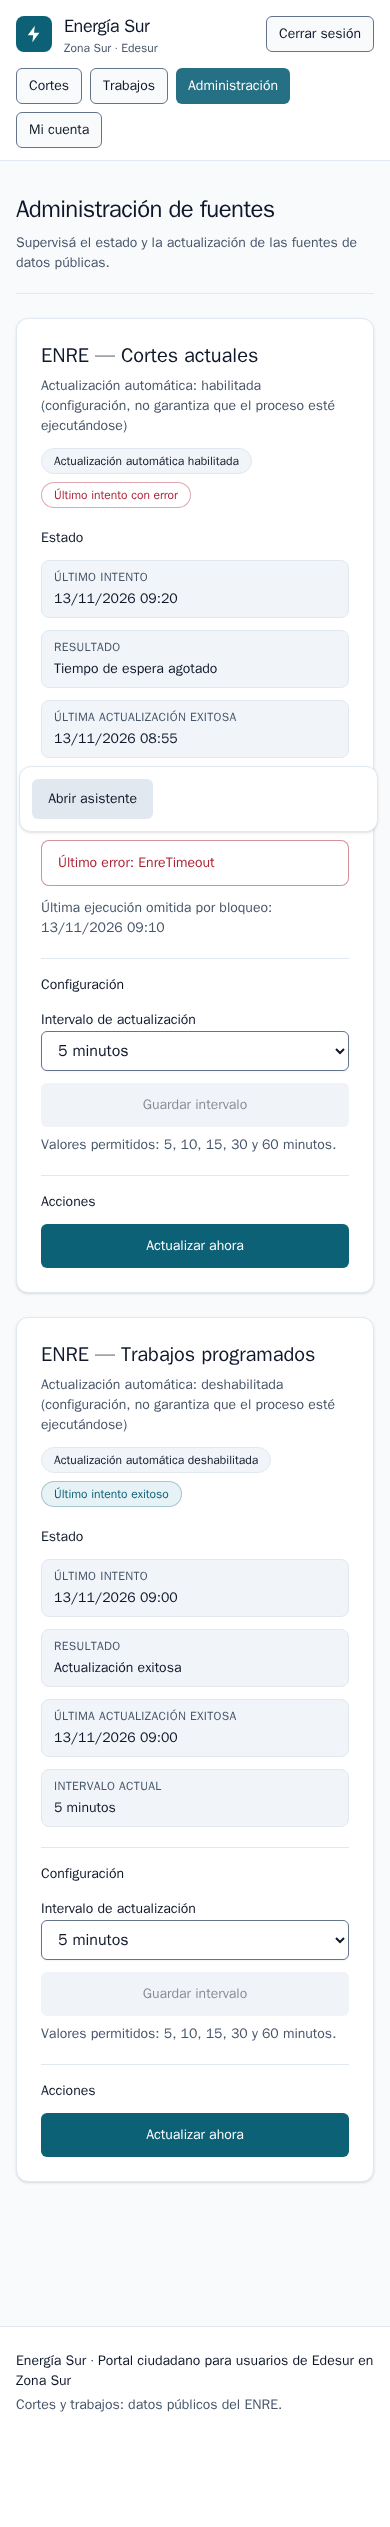 Energía Sur
Zona Sur · Edesur
Cerrar sesión
Cortes
Trabajos
Administración
Mi cuenta
Administración de fuentes
Supervisá el estado y la actualización de las fuentes de
datos públicas.
ENRE — Cortes actuales
Actualización automática: habilitada
(configuración, no garantiza que el proceso esté
ejecutándose)
Actualización automática habilitada
Último intento con error
Estado
ÚLTIMO INTENTO
13/11/2026 09:20
RESULTADO
Tiempo de espera agotado
ÚLTIMA ACTUALIZACIÓN EXITOSA
13/11/2026 08:55
Abrir asistente
Último error: EnreTimeout
Última ejecución omitida por bloqueo:
13/11/2026 09:10
Configuración
Intervalo de actualización
5 minutos
Guardar intervalo
Valores permitidos: 5, 10, 15, 30 y 60 minutos.
Acciones
Actualizar ahora
ENRE — Trabajos programados
Actualización automática: deshabilitada
(configuración, no garantiza que el proceso esté
ejecutándose)
Actualización automática deshabilitada
Último intento exitoso
Estado
ÚLTIMO INTENTO
13/11/2026 09:00
RESULTADO
Actualización exitosa
ÚLTIMA ACTUALIZACIÓN EXITOSA
13/11/2026 09:00
INTERVALO ACTUAL
5 minutos
Configuración
Intervalo de actualización
5 minutos
Guardar intervalo
Valores permitidos: 5, 10, 15, 30 y 60 minutos.
Acciones
Actualizar ahora
Energía Sur · Portal ciudadano para usuarios de Edesur en
Zona Sur
Cortes y trabajos: datos públicos del ENRE.